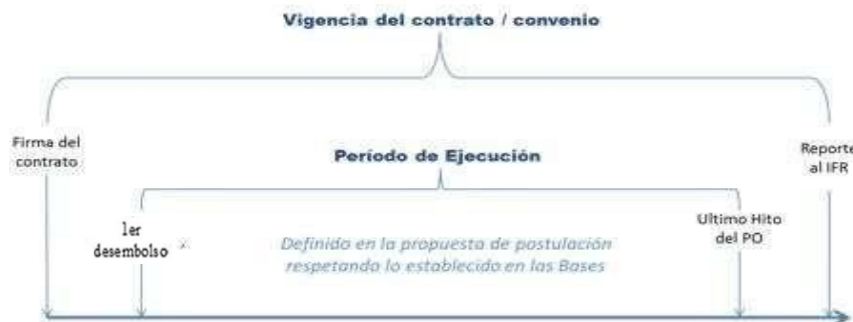 Vigencia del contrato / convenio
Firma del
contrato
Reporte
al IFR
Período de Ejecución
1er
desembolso
Ultimo Hito
del PO
Definido en la propuesta de postulación
respetando lo establecido en las Bases